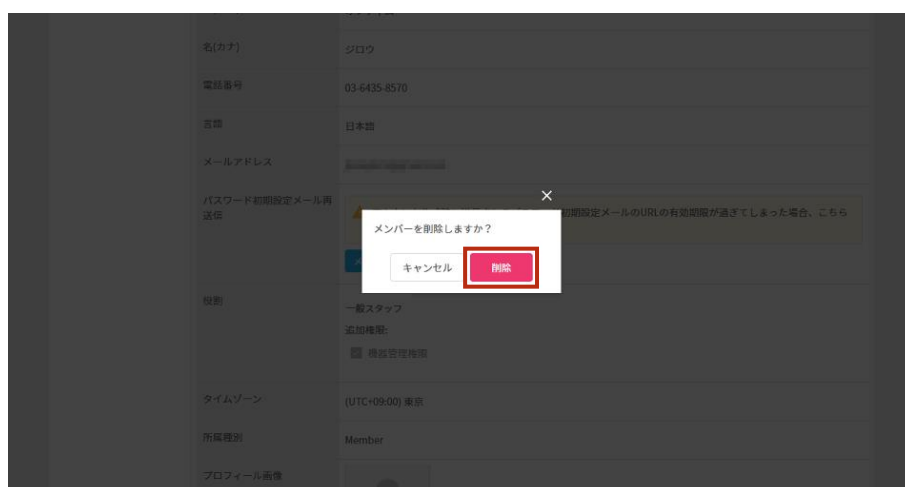 名(カナ)
ジロウ
電話番号
03-6435-8570
言語
日本語
メールアドレス
パスワード初期設定メール再
送信
初期設定メールのURLの有効期限が過ぎてしまった場合、こちら
メンバーを削除しますか?
キャンセル
削除
役割
一般スタッフ
追加権限:
機器管理権限
タイムゾーン
(UTC+09:00) 東京
所属種別
Member
プロフィール画像